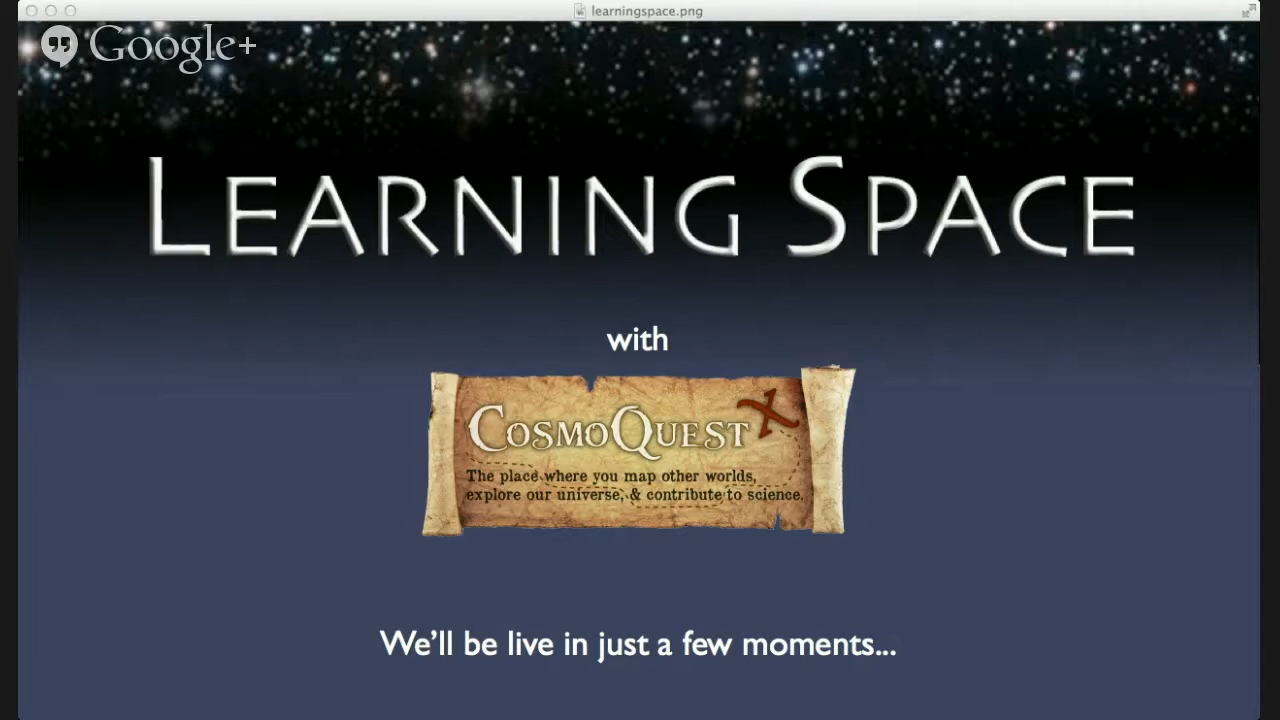 learningspace.png
Google+
LEARNING SPACE
with
COSMOQUEST X
The place where you map other worlds,
explore our universe, & contribute to science.
We'll be live in just a few moments...